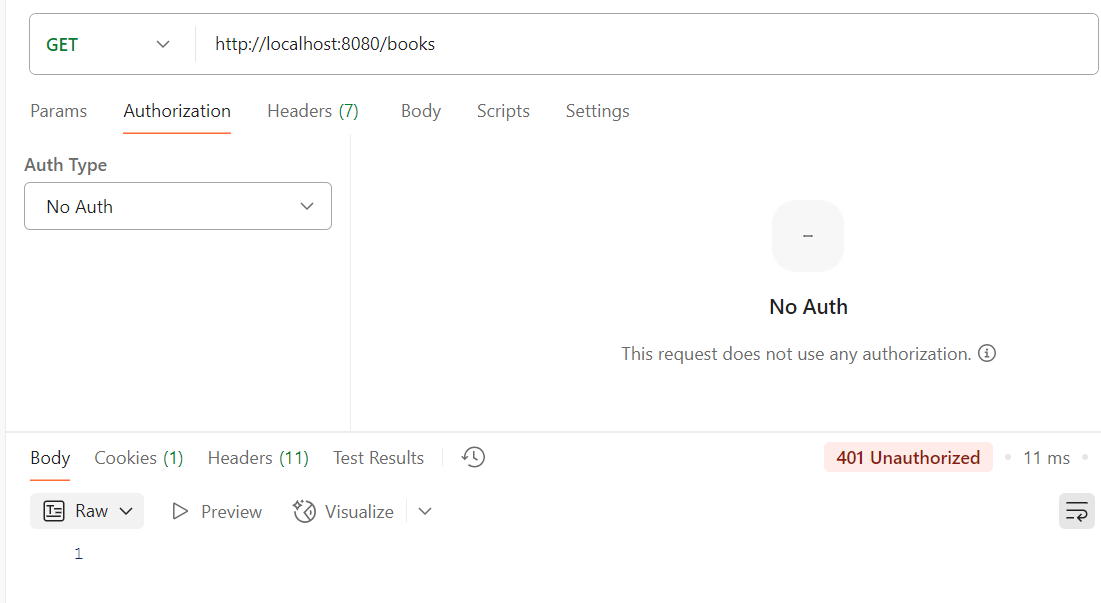 GET http://localhost:8080/books
Params Authorization Headers (7) Body Scripts Settings
Auth Type
No Auth
No Auth
This request does not use any authorization.
Body Cookies (1) Headers (11) Test Results 401 Unauthorized • 11 ms •
Raw Preview Visualize
1